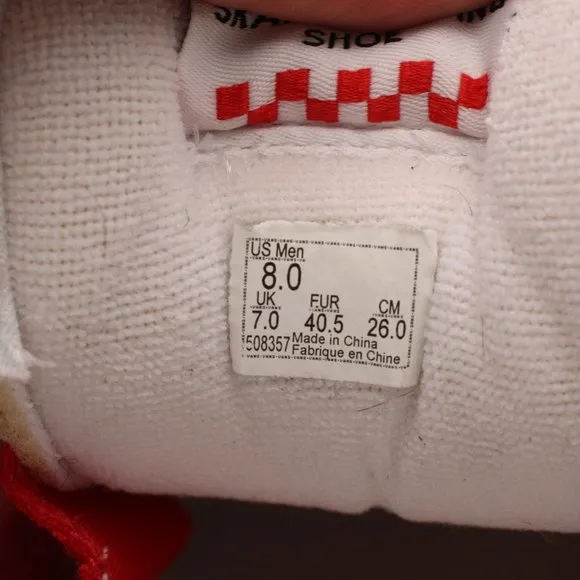 SHOE
US Men
8.0
UK EUR CM
7.0 40.5 26.0
508357 Made in China
Fabrique en Chine